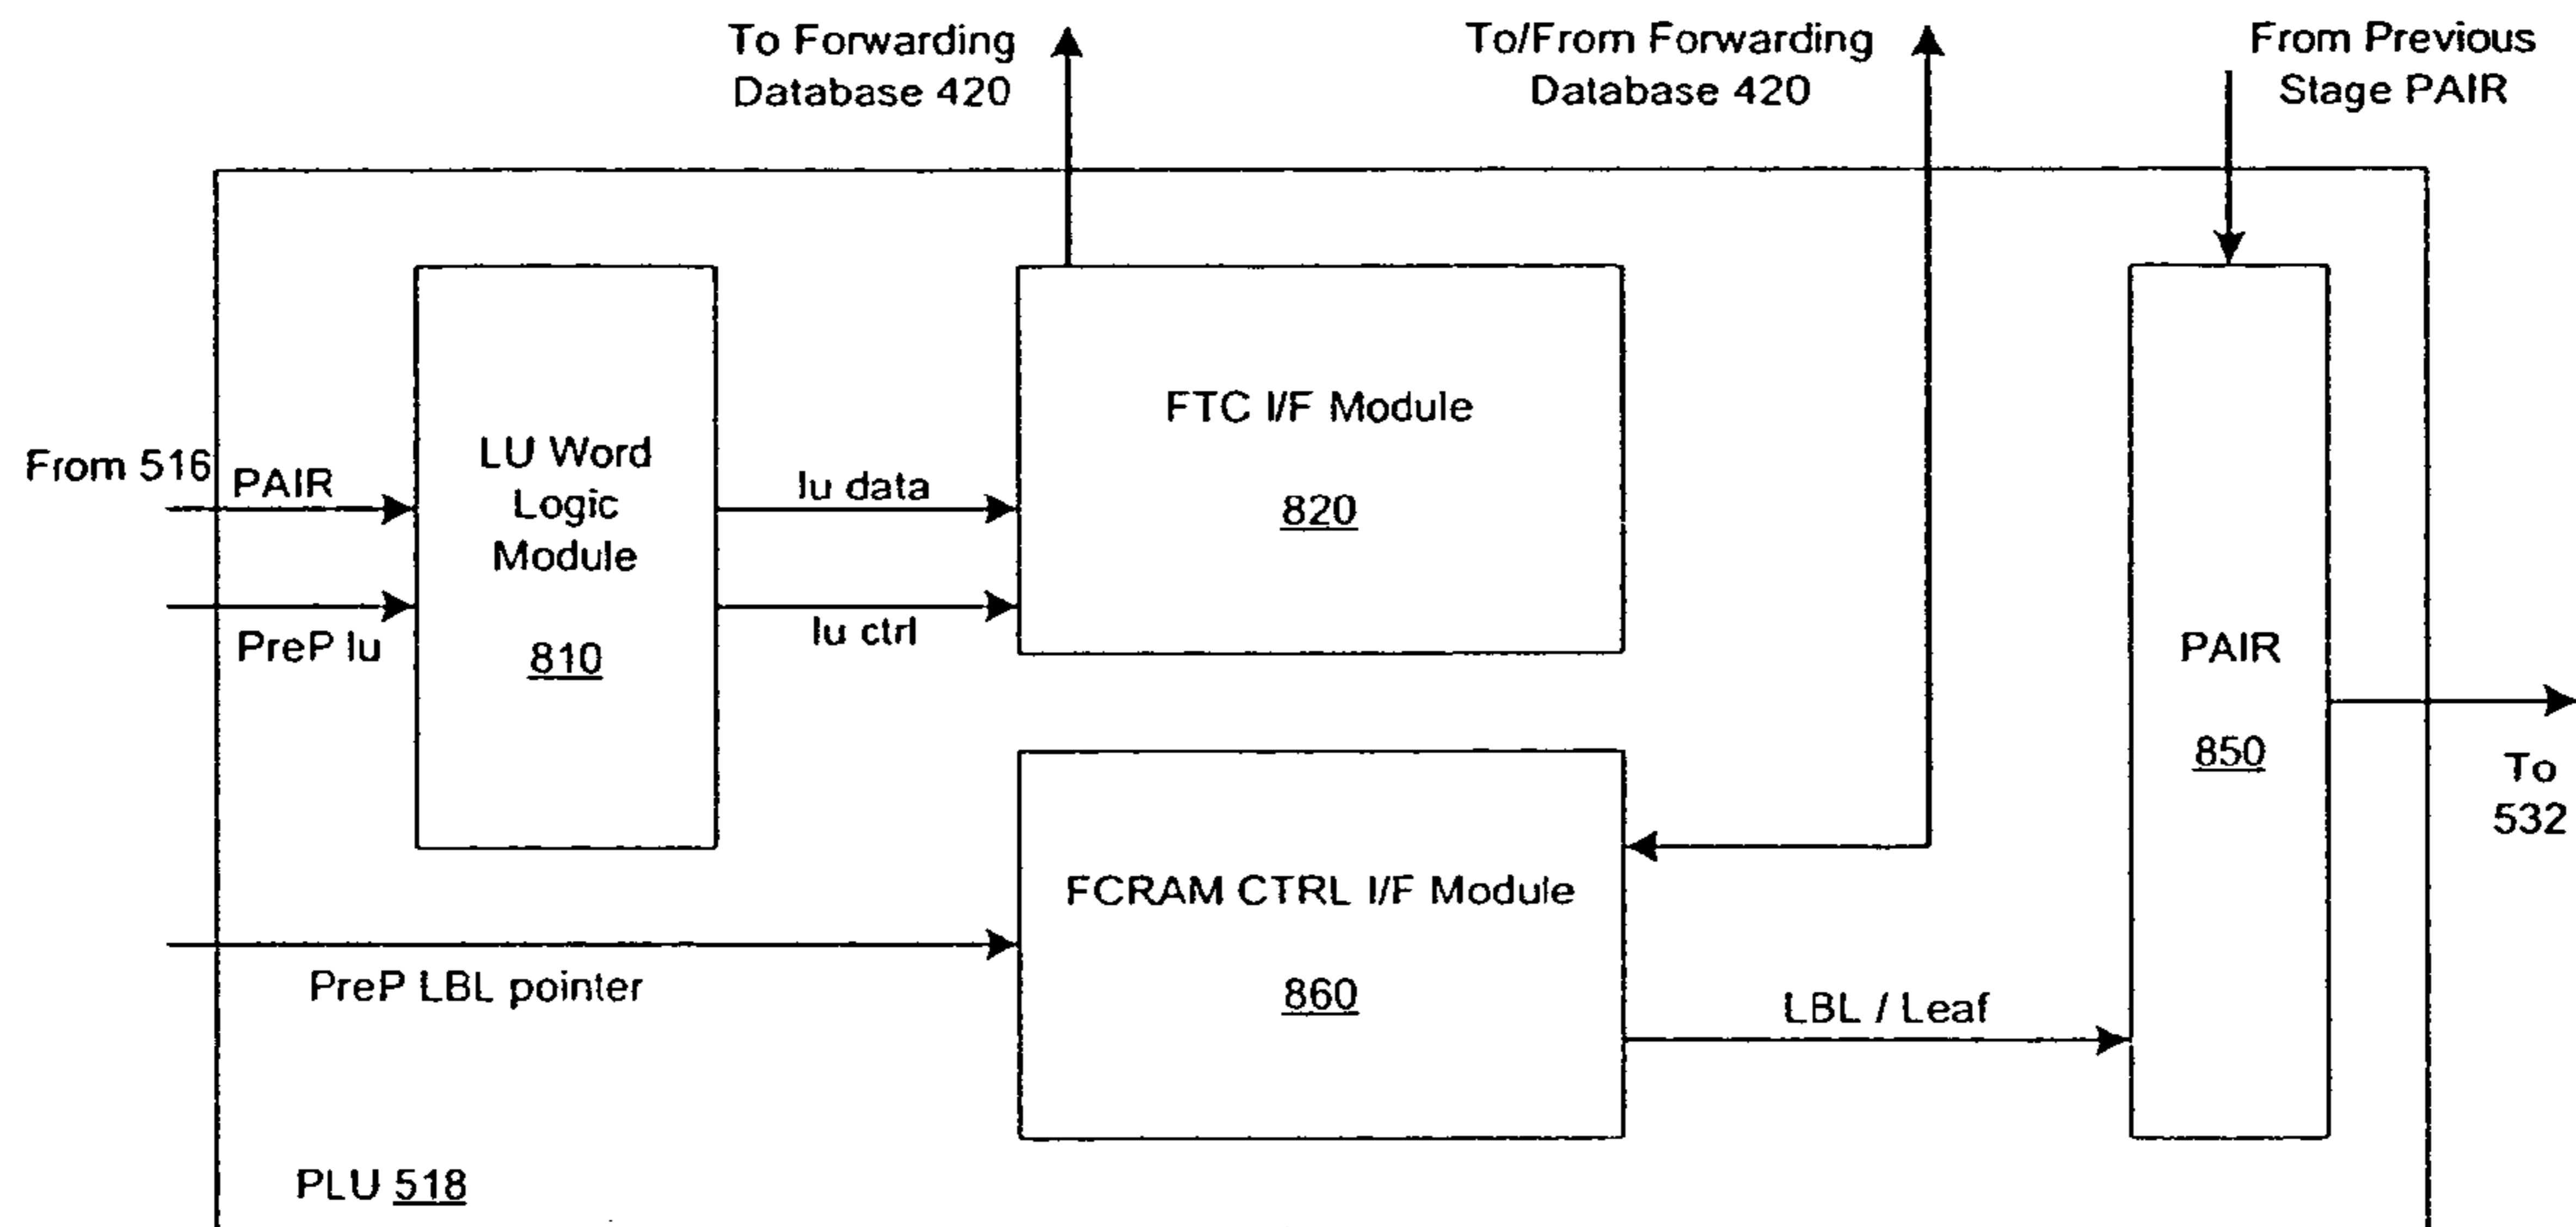 To Forwarding
Database 420
To/From Forwarding
Database 420
From Previous
Stage PAIR
From 516
PAIR
PreP lu
LU Word
Logic
Module
810
lu data
lu ctrl
FTC I/F Module
820
PreP LBL pointer
FCRAM CTRL I/F Module
860
LBL / Leaf
PAIR
850
To
532
PLU 518